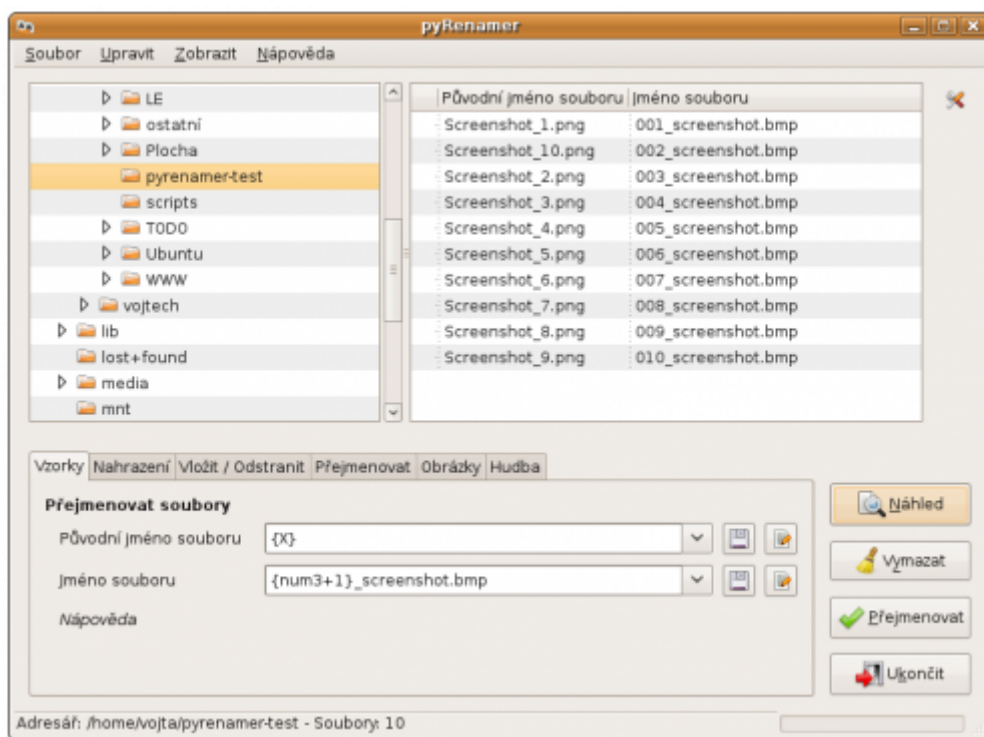 pyRenamer
Soubor Upravit Zobrazit Nápověda
LE
ostatní
Plocha
pyrenamer-test
scripts
TODO
Ubuntu
WWW
vojtech
lib
lost+found
media
mnt
Původní jméno souboru Jméno souboru
Screenshot_1.png 001_screenshot.bmp
Screenshot_10.png 002_screenshot.bmp
Screenshot_2.png 003_screenshot.bmp
Screenshot_3.png 004_screenshot.bmp
Screenshot_4.png 005_screenshot.bmp
Screenshot_5.png 006_screenshot.bmp
Screenshot_6.png 007_screenshot.bmp
Screenshot_7.png 008_screenshot.bmp
Screenshot_8.png 009_screenshot.bmp
Screenshot_9.png 010_screenshot.bmp
Vzorky Nahrazení Vložit / Odstranit Přejmenovat Obrázky Hudba
Přejmenovat soubory
Původní jméno souboru {X}
Jméno souboru {num3+1}_screenshot.bmp
Nápověda
Náhled
Vymazat
Přejmenovat
Ukončit
Adresář: /home/vojta/pyrenamer-test - Soubory: 10